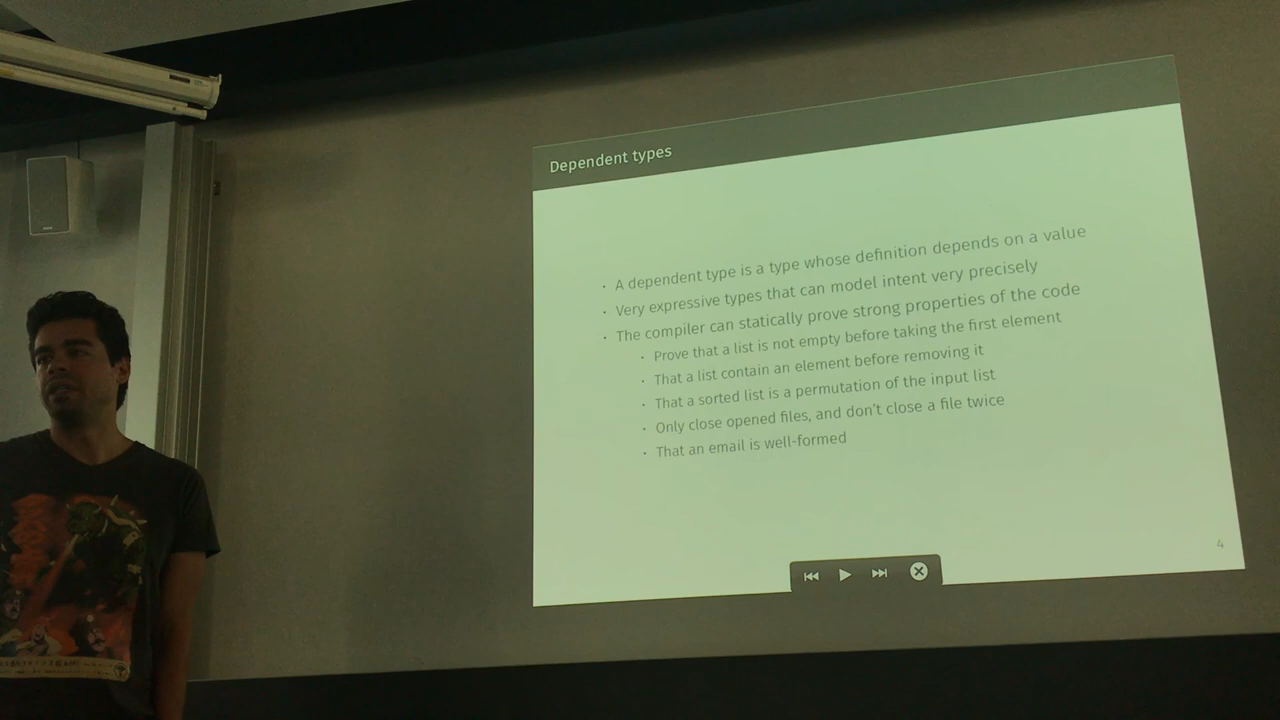 Dependent types
· A dependent type is a type whose definition depends on a value
· Very expressive types that can model intent very precisely
· The compiler can statically prove strong properties of the code
· Prove that a list is not empty before taking the first element
· That a list contain an element before removing it
· That a sorted list is a permutation of the input list
· Only close opened files, and don't close a file twice
· That an email is well-formed
4